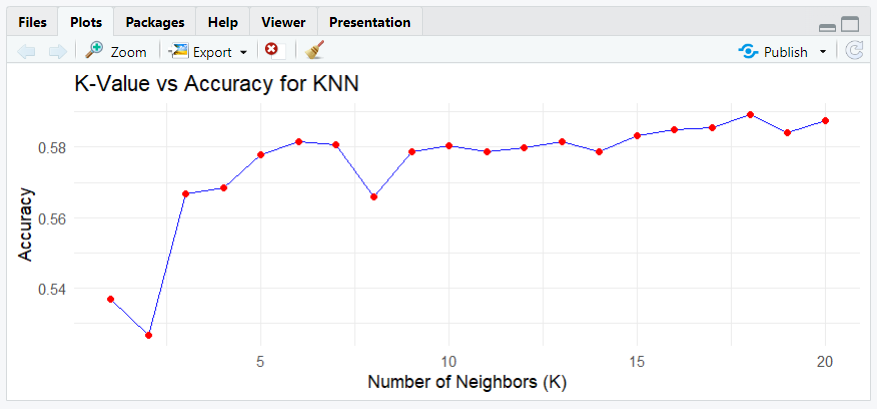 Files Plots Packages Help Viewer Presentation
Zoom Export Publish
K-Value vs Accuracy for KNN
0.58
0.56
0.54
Accuracy
5 10 15 20
Number of Neighbors (K)